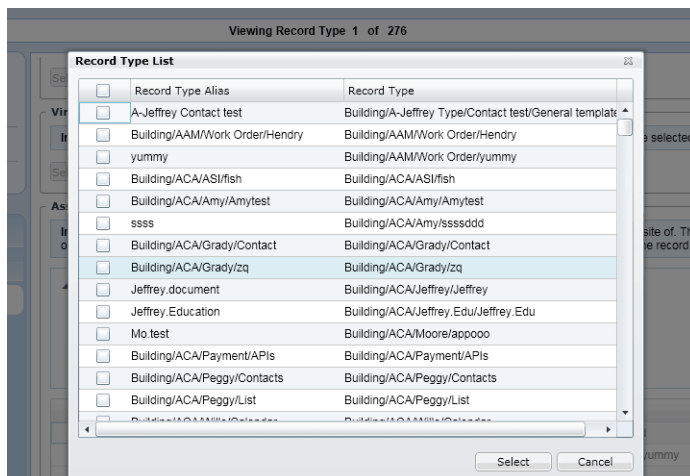 Viewing Record Type 1 of 276
Record Type List
Record Type Alias Record Type
A-Jeffrey Contact test Building/A-Jeffrey Type/Contact test/General template
Building/AAM/Work Order/Hendry Building/AAM/Work Order/Hendry
yummy Building/AAM/Work Order/yummy
Building/ACA/ASI/fish Building/ACA/ASI/fish
Building/ACA/Amy/Amytest Building/ACA/Amy/Amytest
ssss Building/ACA/Amy/ssssddd
Building/ACA/Grady/Contact Building/ACA/Grady/Contact
Building/ACA/Grady/zq Building/ACA/Grady/zq
Jeffrey.document Building/ACA/Jeffrey/Jeffrey
Jeffrey.Education Building/ACA/Jeffrey.Edu/Jeffrey.Edu
Mo.test Building/ACA/Moore/appooo
Building/ACA/Payment/APIs Building/ACA/Payment/APIs
Building/ACA/Peggy/Contacts Building/ACA/Peggy/Contacts
Building/ACA/Peggy/List Building/ACA/Peggy/List
Select Cancel
selected
site of.
record
yummy